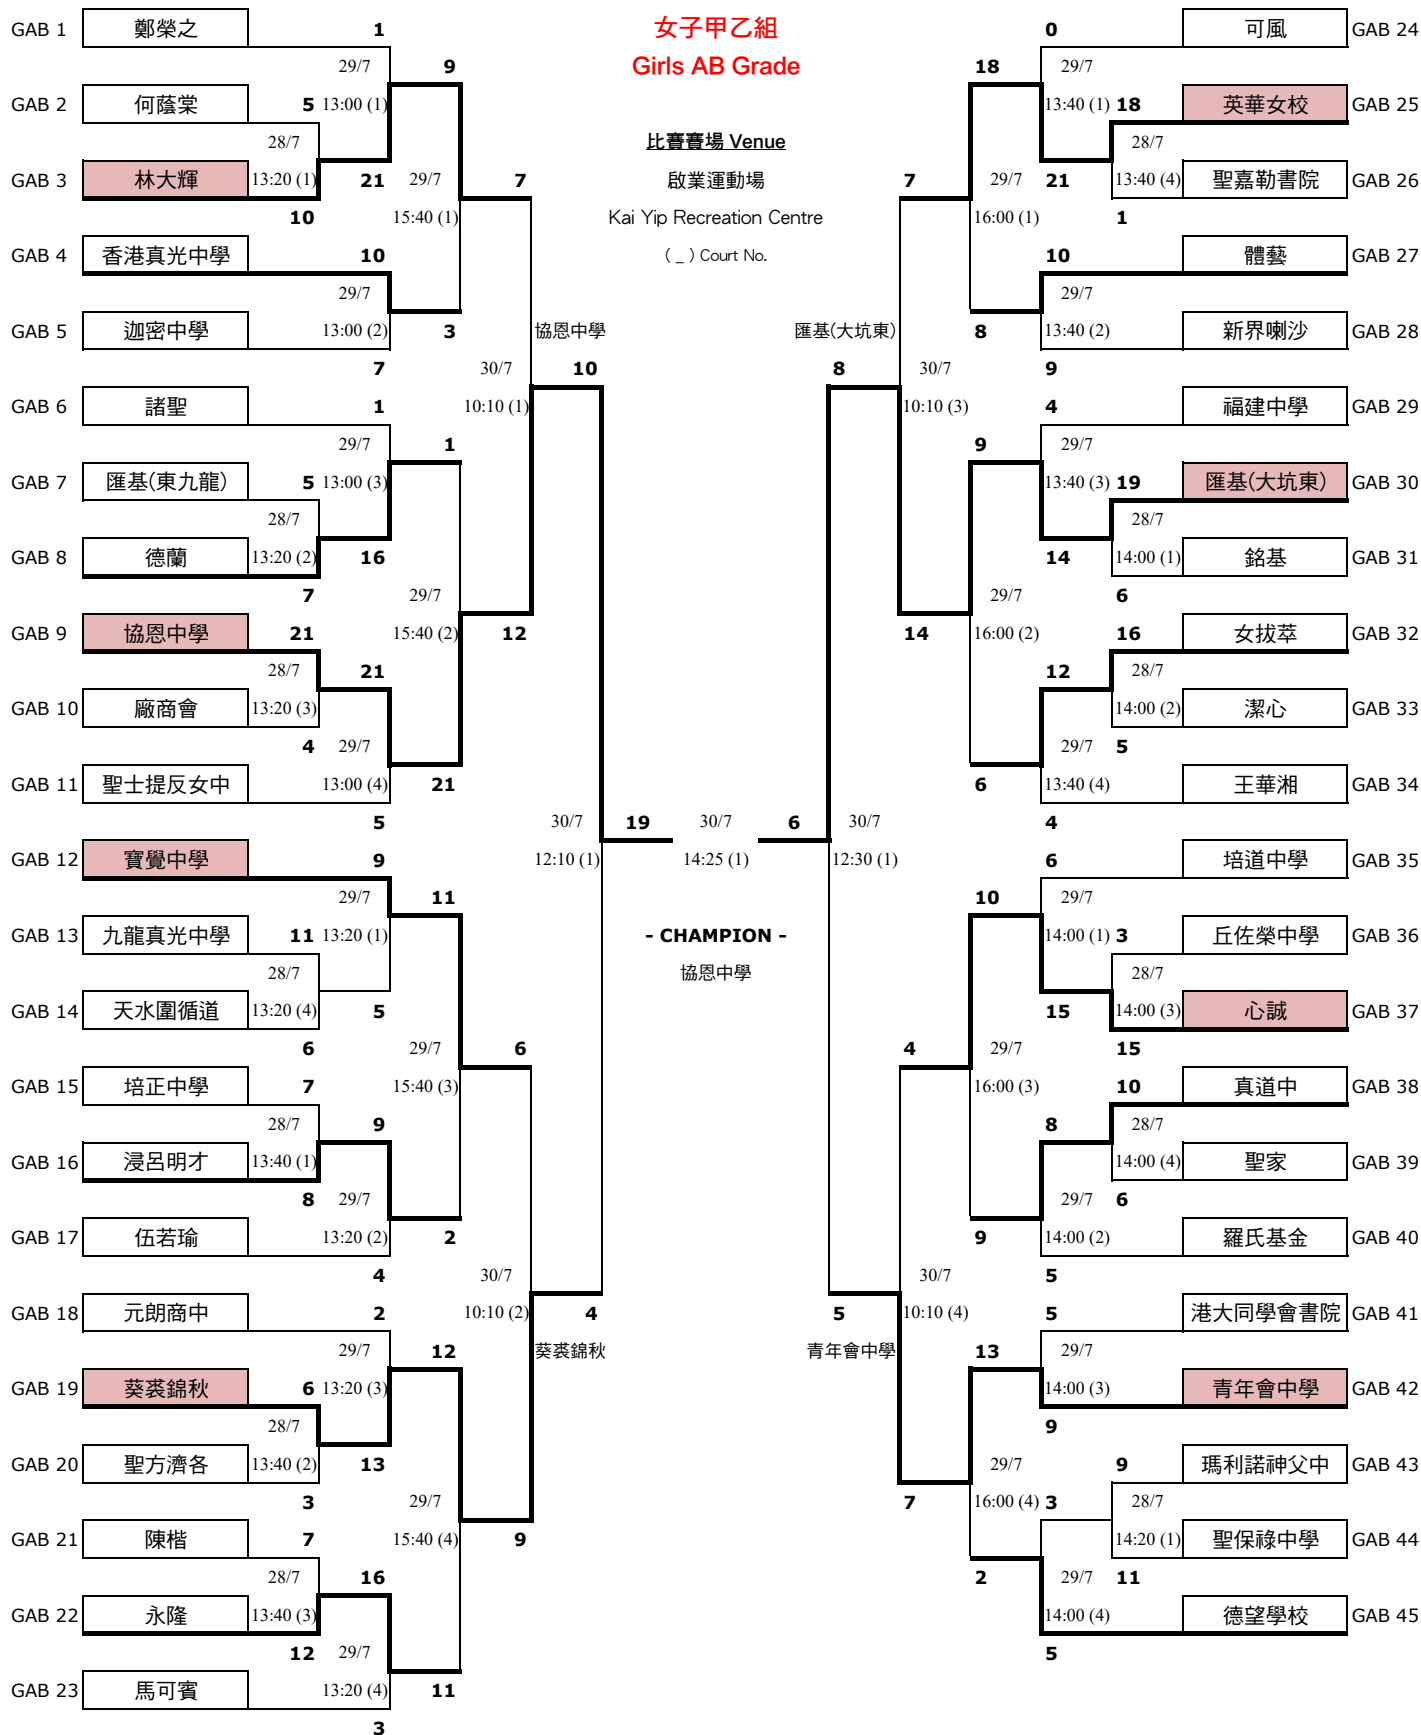 女子甲乙組
Girls AB Grade
比賽賽場 Venue
啟業運動場
Kai Yip Recreation Centre
( _ ) Court No.
GAB 1 鄭榮之 1
29/7 9
GAB 2 何蔭棠 5 13:00 (1)
28/7
GAB 3 林大輝 13:20 (1) 21 29/7 7
10 15:40 (1)
GAB 4 香港真光中學 10
29/7
GAB 5 迦密中學 13:00 (2) 3 協恩中學
7 30/7 10
GAB 6 諸聖 1 10:10 (1)
29/7 1
GAB 7 匯基(東九龍) 5 13:00 (3)
28/7
GAB 8 德蘭 13:20 (2) 16
7 29/7
GAB 9 協恩中學 21 15:40 (2) 12
28/7 21
GAB 10 廠商會 13:20 (3)
4 29/7
GAB 11 聖士提反女中 13:00 (4) 21
5 30/7 19
GAB 12 寶覺中學 9 12:10 (1)
29/7 11
GAB 13 九龍真光中學 11 13:20 (1)
28/7
GAB 14 天水圍循道 13:20 (4) 5
6 29/7 6
GAB 15 培正中學 7 15:40 (3)
28/7 9
GAB 16 浸呂明才 13:40 (1)
8 29/7
GAB 17 伍若瑜 13:20 (2) 2
4 30/7
GAB 18 元朗商中 2 10:10 (2) 4
29/7 12 葵裘錦秋
GAB 19 葵裘錦秋 6 13:20 (3)
28/7
GAB 20 聖方濟各 13:40 (2) 13
3 29/7
GAB 21 陳楷 7 15:40 (4) 9
28/7 16
GAB 22 永隆 13:40 (3)
12 29/7
GAB 23 馬可賓 13:20 (4) 11
3
30/7
14:25 (1)
- CHAMPION -
協恩中學
0 可風 GAB 24
18 29/7
13:40 (1) 18 英華女校 GAB 25
28/7
7 29/7 21 13:40 (4) 聖嘉勒書院 GAB 26
16:00 (1) 1
10 體藝 GAB 27
29/7
匯基(大坑東) 8 13:40 (2) 新界喇沙 GAB 28
8 30/7 9
10:10 (3) 4 福建中學 GAB 29
9 29/7
13:40 (3) 19 匯基(大坑東) GAB 30
28/7
14 14:00 (1) 銘基 GAB 31
29/7 6
14 16:00 (2) 16 女拔萃 GAB 32
12 28/7
14:00 (2) 潔心 GAB 33
29/7 5
6 13:40 (4) 王華湘 GAB 34
6 30/7 4
12:30 (1) 6 培道中學 GAB 35
10 29/7
14:00 (1) 3 丘佐榮中學 GAB 36
28/7
15 14:00 (3) 心誠 GAB 37
4 29/7 15
16:00 (3) 10 真道中 GAB 38
8 28/7
14:00 (4) 聖家 GAB 39
29/7 6
9 14:00 (2) 羅氏基金 GAB 40
30/7 5
5 10:10 (4) 5 港大同學會書院 GAB 41
青年會中學 13 29/7
14:00 (3) 青年會中學 GAB 42
9
29/7 9 瑪利諾神父中 GAB 43
7 16:00 (4) 3 28/7
14:20 (1) 聖保祿中學 GAB 44
2 29/7 11
14:00 (4) 德望學校 GAB 45
5